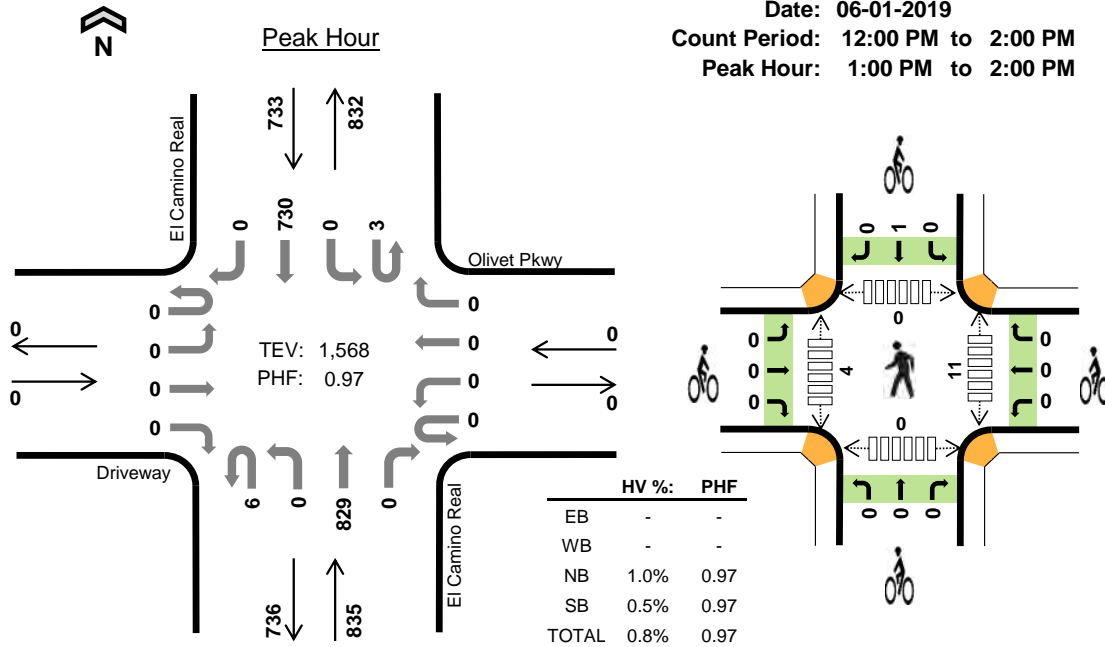 N
Peak Hour
Date: 06-01-2019
Count Period: 12:00 PM to 2:00 PM
Peak Hour: 1:00 PM to 2:00 PM
El Camino Real
733
832
0
730
0
3
Olivet Pkwy
0
0
0
0
0
0
0
0
0
0
0
0
TEV: 1,568
PHF: 0.97
Driveway
6
0
829
0
El Camino Real
736
835
0 1 0
0
0
0
0
4
11
0
0
0
0
0 0 0
HV %: PHF
EB - -
WB - -
NB 1.0% 0.97
SB 0.5% 0.97
TOTAL 0.8% 0.97